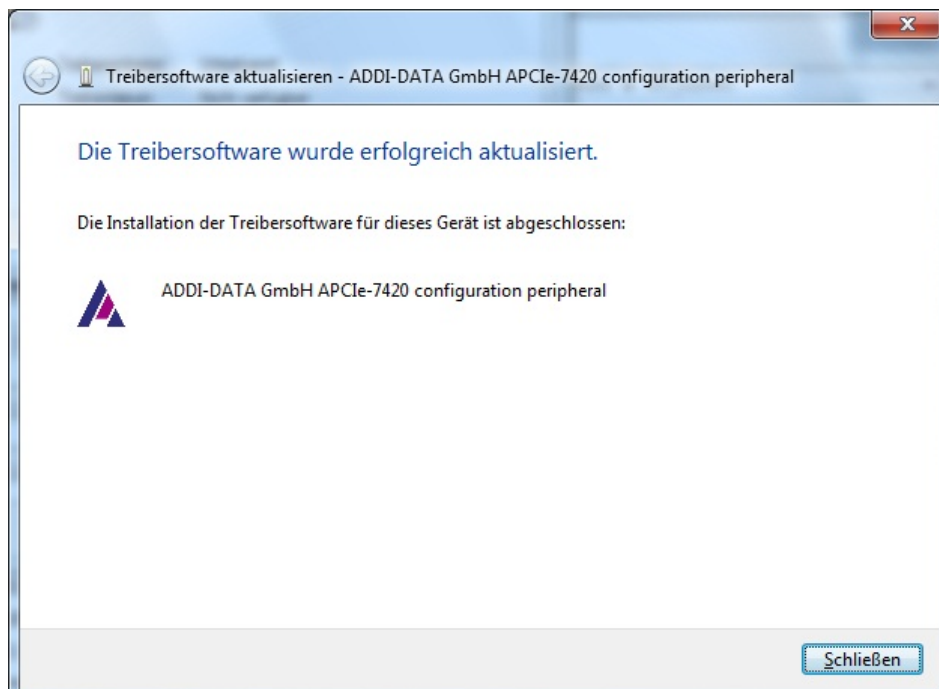 Treibersoftware aktualisieren - ADDI-DATA GmbH APCIe-7420 configuration peripheral
Die Treibersoftware wurde erfolgreich aktualisiert.
Die Installation der Treibersoftware für dieses Gerät ist abgeschlossen:
ADDI-DATA GmbH APCIe-7420 configuration peripheral
Schließen